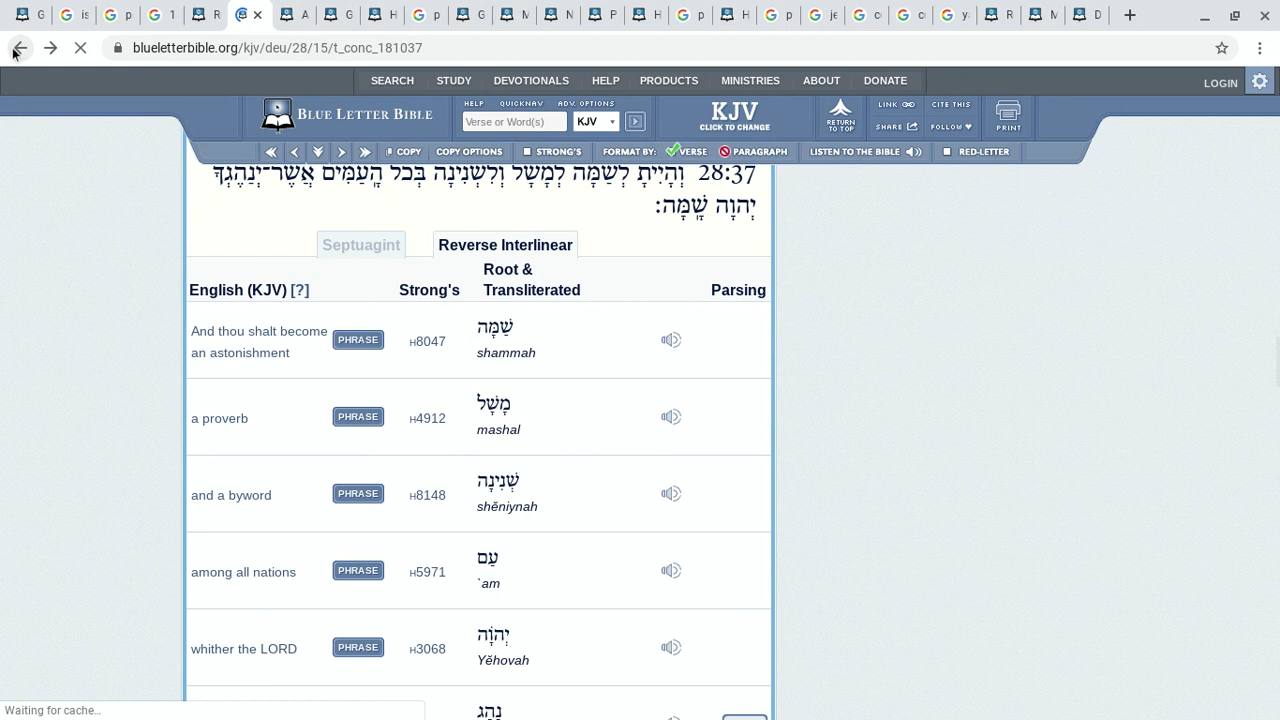 G
G is
G p
G 1
R
A
G
H
G p
G
M
N
P
H
G p
H
G p
G je
G co
G co
G y
R
M
D
blueletterbible.org/kjv/deu/28/15/t_conc_181037
SEARCH STUDY DEVOTIONALS HELP PRODUCTS MINISTRIES ABOUT DONATE
LOGIN
BLUE LETTER BIBLE
HELP QUICKNAV ADV. OPTIONS
Verse or Word(s) KJV
KJV
CLICK TO CHANGE
RETURN
TO TOP
LINK CITE THIS
SHARE FOLLOW
PRINT
COPY COPY OPTIONS STRONG'S FORMAT BY: VERSE PARAGRAPH LISTEN TO THE BIBLE RED-LETTER
28:37 וְהָיִיתָ לְשַׁמָּה לְמָשָׁל וְלִשְׁנִינָה בְּכֹל הָֽעַמִּים אֲשֶׁר־יְנַהֶגְךָ
יְהוָה שָֽׁמָּה׃
Septuagint Reverse Interlinear
English (KJV) [?] Strong's Root &
Transliterated Parsing
And thou shalt become
an astonishment PHRASE H8047 שַׁמָּה
shammah
a proverb PHRASE H4912 מָשָׁל
mashal
and a byword PHRASE H8148 שְׁנִינָה
shĕniynah
among all nations PHRASE H5971 עַם
`am
whither the LORD PHRASE H3068 יְהֹוָה
Yĕhovah
נָהַג
Waiting for cache...